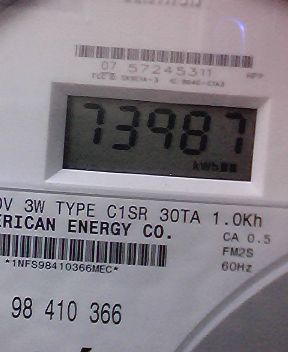 07 57245311
73987
kWh
0V 3W TYPE C1SR 30TA 1.0Kh
ERICAN ENERGY CO.
CA 0.5
FM2S
*1NFS98410366MEC*
60Hz
98 410 366